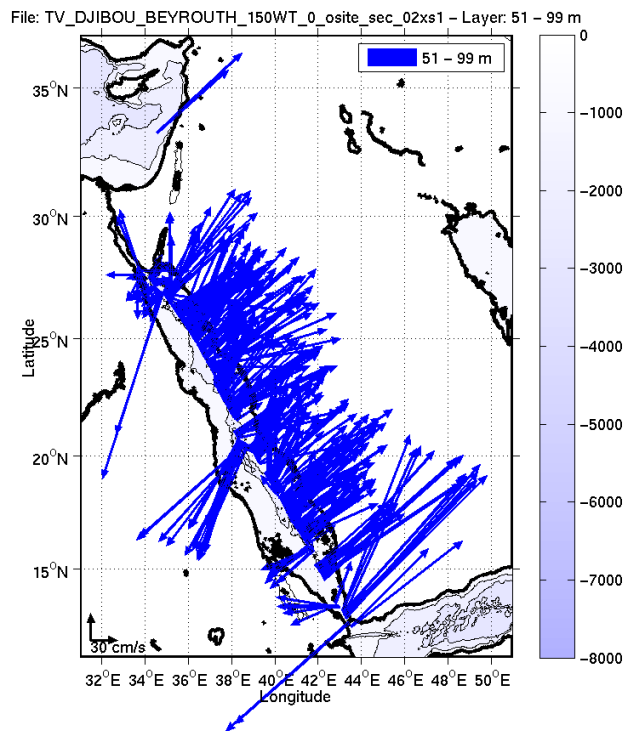 File: TV_DJIBOU_BEYROUTH_150WT_0_osite_sec_02xs1 – Layer: 51 – 99 m
51 – 99 m
35°N
30°N
25°N
20°N
15°N
Latitude
30 cm/s
32°E 34°E 36°E 38°E 40°E 42°E 44°E 46°E 48°E 50°E
Longitude
0
−1000
−2000
−3000
−4000
−5000
−6000
−7000
−8000